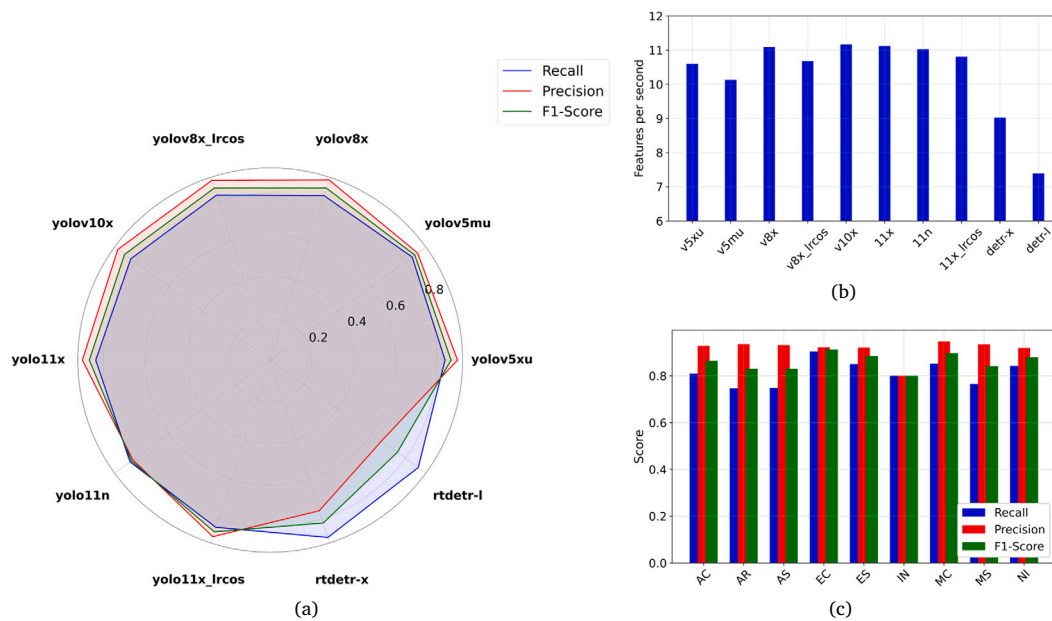 Recall
Precision
F1-Score
yolov8x_lrcos
yolov8x
yolov10x
yolov5mu
0.8
0.6
0.4
0.2
yolo11x
yolov5xu
yolo11n
rtdetr-l
yolo11x_lrcos
rtdetr-x
(a)
12
11
10
9
8
7
6
Features per second
v5xu
v5mu
v8x
v8x_lrcos
v10x
11x
11n
11x_lrcos
detr-x
detr-l
(b)
0.8
0.6
0.4
0.2
0.0
Score
Recall
Precision
F1-Score
AC
AR
AS
EC
ES
IN
MC
MS
NI
(c)